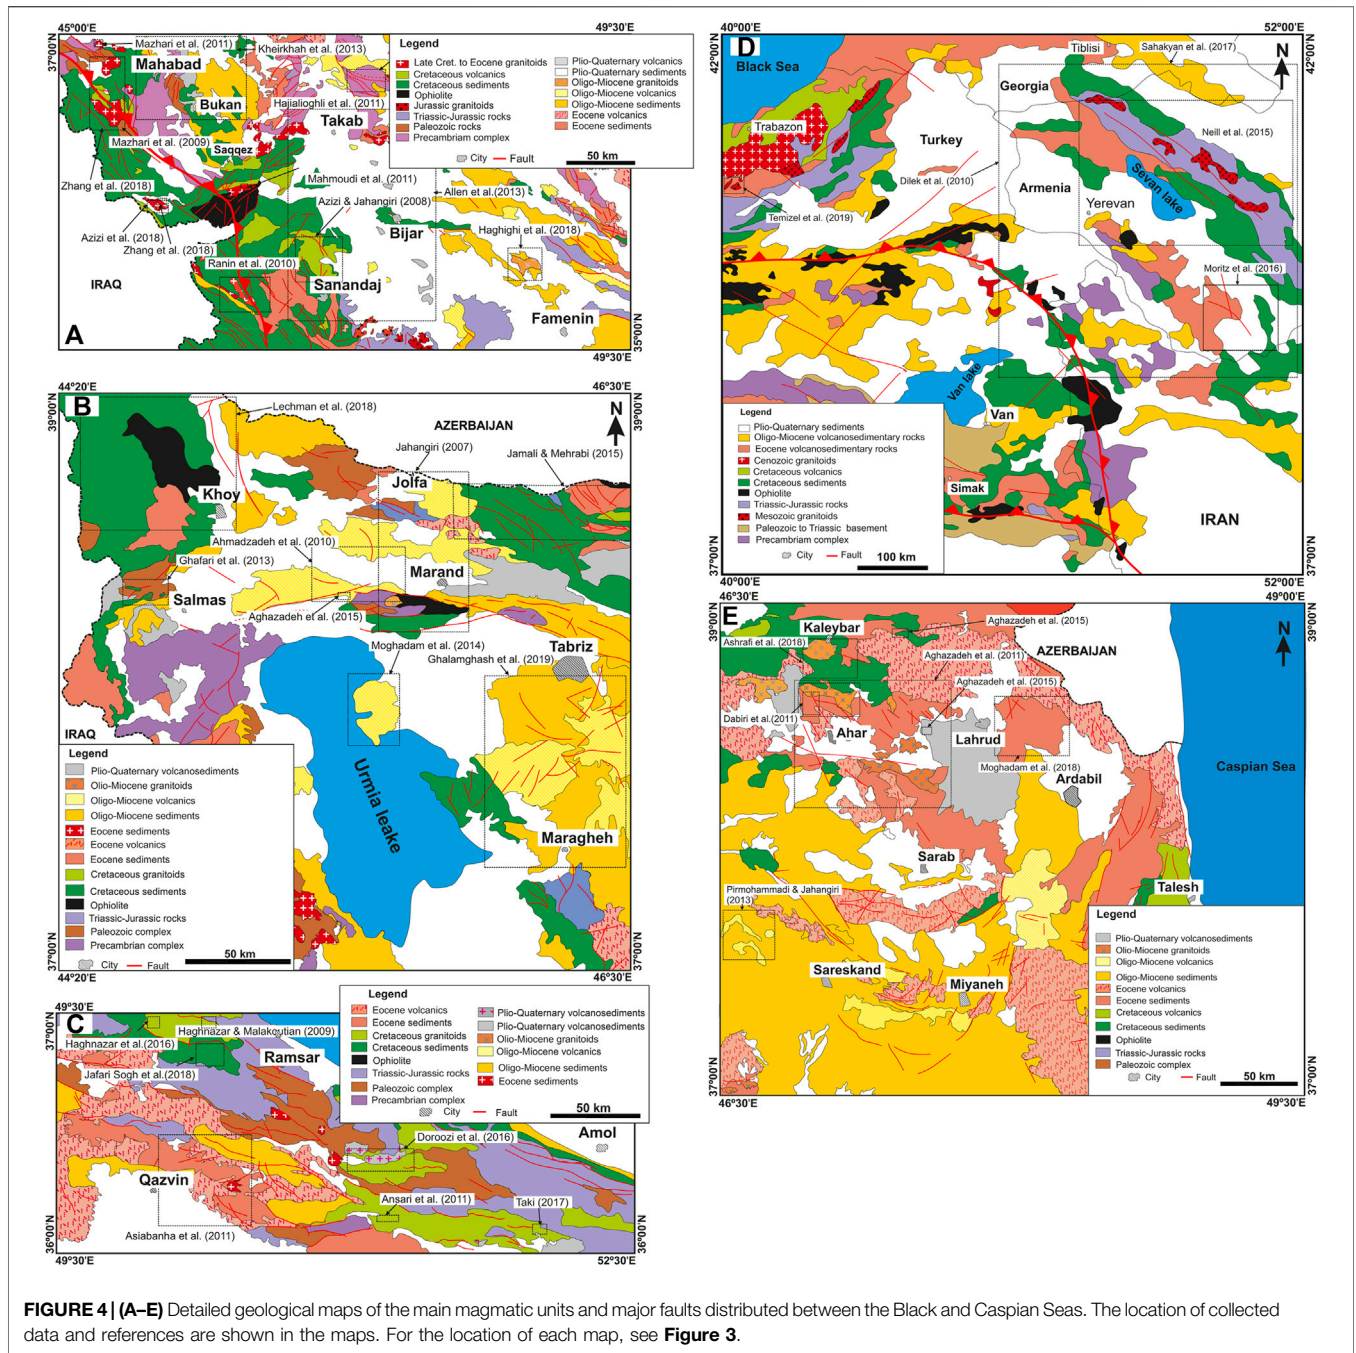 45°00'E
49°30'E
37°00'N
Mazhari et al. (2011)
Kheirkhah et al. (2013)
Mahabad
Bukan
Hajialioghli et al. (2011)
Takab
Mazhari et al. (2009)
Saqqez
Zhang et al. (2018)
Mahmoudi et al. (2011)
Allen et al.(2013)
Azizi & Jahangiri (2008)
Azizi et al. (2018)
Bijar
Haghighi et al. (2018)
Zhang et al. (2018)
Ranin et al. (2010)
IRAQ
Sanandaj
Famenin
A
35°00'N
49°30'E
Legend
Late Cret. to Eocene granitoids
Cretaceous volcanics
Cretaceous sediments
Ophiolite
Jurassic granitoids
Triassic-Jurassic rocks
Paleozoic rocks
Precambriam complex
Plio-Quaternary volcanics
Plio-Quaternary sediments
Oligo-Miocene granitoids
Oligo-Miocene volcanics
Oligo-Miocene sediments
Eocene volcanics
Eocene sediments
City
Fault
50 km
44°20'E
46°30'E
39°00'N
39°00'N
B
Lechman et al. (2018)
AZERBAIJAN
N
Jahangiri (2007)
Jamali & Mehrabi (2015)
Jolfa
Khoy
Ahmadzadeh et al. (2010)
Ghafari et al. (2013)
Marand
Salmas
Aghazadeh et al. (2015)
Moghadam et al. (2014)
Tabriz
Ghalamghash et al. (2019)
IRAQ
Urmia leake
Maragheh
Legend
Plio-Quaternary volcanosediments
Olio-Miocene granitoids
Oligo-Miocene volcanics
Oligo-Miocene sediments
Eocene sediments
Eocene volcanics
Eocene sediments
Cretaceous granitoids
Cretaceous sediments
Ophiolite
Triassic-Jurassic rocks
Paleozoic complex
Precambrian complex
City
Fault
50 km
37°00'N
37°00'N
44°20'E
46°30'E
49°30'E
37°00'N
C
Haghnazar & Malakoutian (2009)
Haghnazar et al.(2016)
Ramsar
Jafari Sogh et al.(2018)
Legend
Eocene volcanics
Eocene sediments
Cretaceous granitoids
Cretaceous sediments
Ophiolite
Triassic-Jurassic rocks
Paleozoic complex
Precambrian complex
Plio-Quaternary volcanosediments
Plio-Quaternary volcanosediments
Olio-Miocene granitoids
Oligo-Miocene volcanics
Oligo-Miocene sediments
Eocene sediments
City
Fault
50 km
Amol
Doroozi et al. (2016)
Qazvin
Ansari et al. (2011)
Taki (2017)
Asiabanha et al. (2011)
36°00'N
36°00'N
49°30'E
52°30'E
40°00'E
52°00'E
42°00'N
42°00'N
D
Black Sea
Tiblisi
Sahakyan et al. (2017)
N
Georgia
Trabazon
Turkey
Neill et al. (2015)
Dilek et al. (2010)
Armenia
Sevan lake
Yerevan
Temizel et al. (2019)
Moritz et al. (2016)
Van lake
Van
Simak
IRAN
Legend
Plio-Quaternary sediments
Oligo-Miocene volcanosedimentary rocks
Eocene volcanosedimentary rocks
Cenozoic granitoids
Cretaceous volcanics
Cretaceous sediments
Ophiolite
Triassic-Jurassic rocks
Mesozoic granitoids
Paleozoic to Triassic basement
Precambriam complex
City
Fault
100 km
37°00'N
37°00'N
40°00'E
52°00'E
46°30'E
49°00'E
39°00'N
39°00'N
E
Kaleybar
Aghazadeh et al. (2015)
Ashrafi et al. (2018)
Aghazadeh et al. (2011)
AZERBAIJAN
N
Aghazadeh et al. (2015)
Dabiri et al.(2011)
Ahar
Lahrud
Moghadam et al. (2018)
Ardabil
Caspian Sea
Sarab
Pirmohammadi & Jahangiri
(2013)
Talesh
Sareskand
Miyaneh
Legend
Plio-Quaternary volcanosediments
Olio-Miocene granitoids
Oligo-Miocene volcanics
Oligo-Miocene sediments
Eocene volcanics
Eocene sediments
Cretaceous volcanics
Cretaceous sediments
Ophiolite
Triassic-Jurassic rocks
Paleozoic complex
City
Fault
50 km
37°00'N
37°00'N
46°30'E
49°30'E
FIGURE 4 | (A–E) Detailed geological maps of the main magmatic units and major faults distributed between the Black and Caspian Seas. The location of collected
data and references are shown in the maps. For the location of each map, see Figure 3.